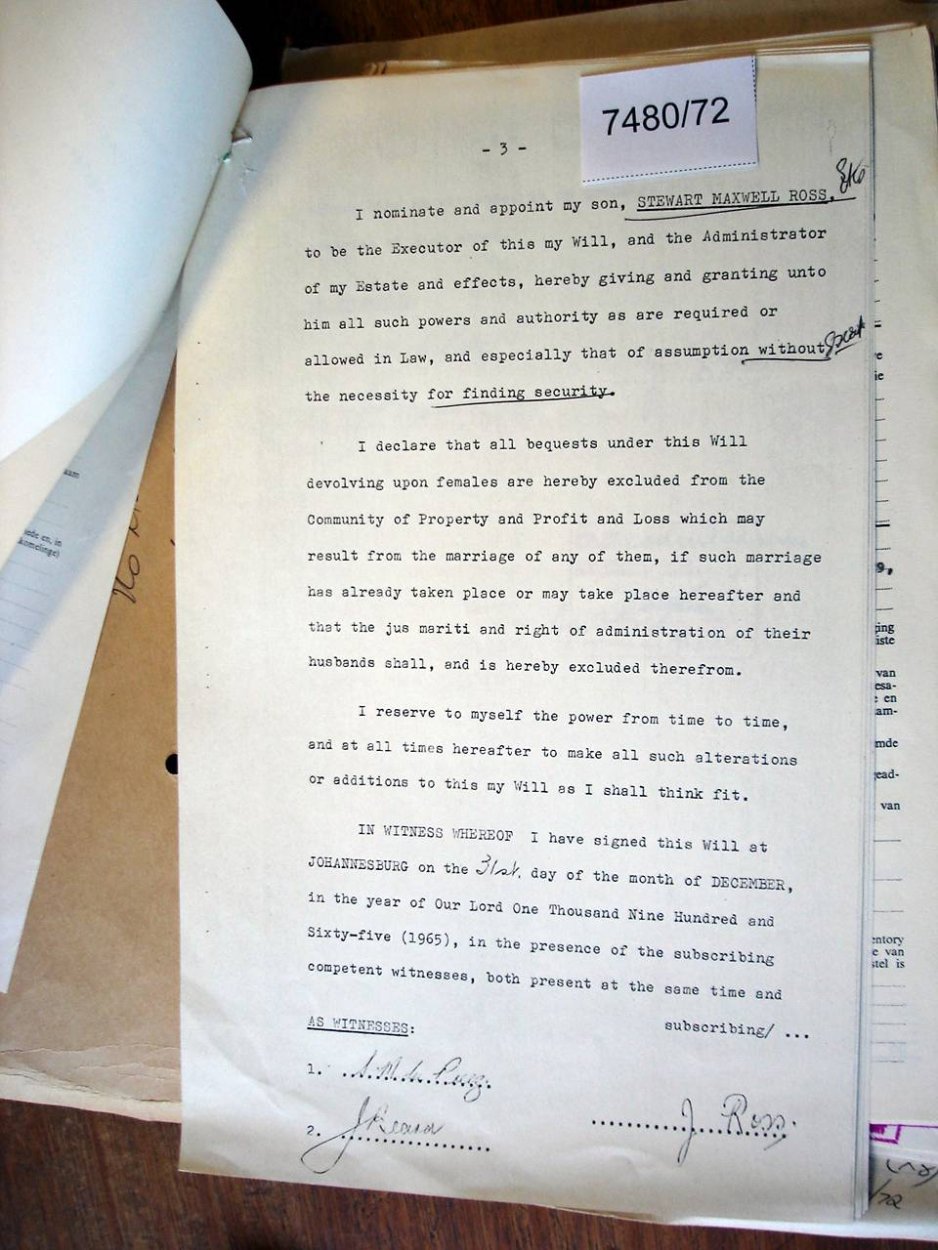 7480/72
- 3 -
I nominate and appoint my son, STEWART MAXWELL ROSS,
to be the Executor of this my Will, and the Administrator
of my Estate and effects, hereby giving and granting unto
him all such powers and authority as are required or
allowed in Law, and especially that of assumption without
the necessity for finding security.
I declare that all bequests under this Will
devolving upon females are hereby excluded from the
Community of Property and Profit and Loss which may
result from the marriage of any of them, if such marriage
has already taken place or may take place hereafter and
that the jus mariti and right of administration of their
husbands shall, and is hereby excluded therefrom.
I reserve to myself the power from time to time,
and at all times hereafter to make all such alterations
or additions to this my Will as I shall think fit.
IN WITNESS WHEREOF I have signed this Will at
JOHANNESBURG on the 31st. day of the month of DECEMBER,
in the year of Our Lord One Thousand Nine Hundred and
Sixty-five (1965), in the presence of the subscribing
competent witnesses, both present at the same time and
AS WITNESSES: subscribing/ ...
1.
2. J. Ross.
van
en
van
van